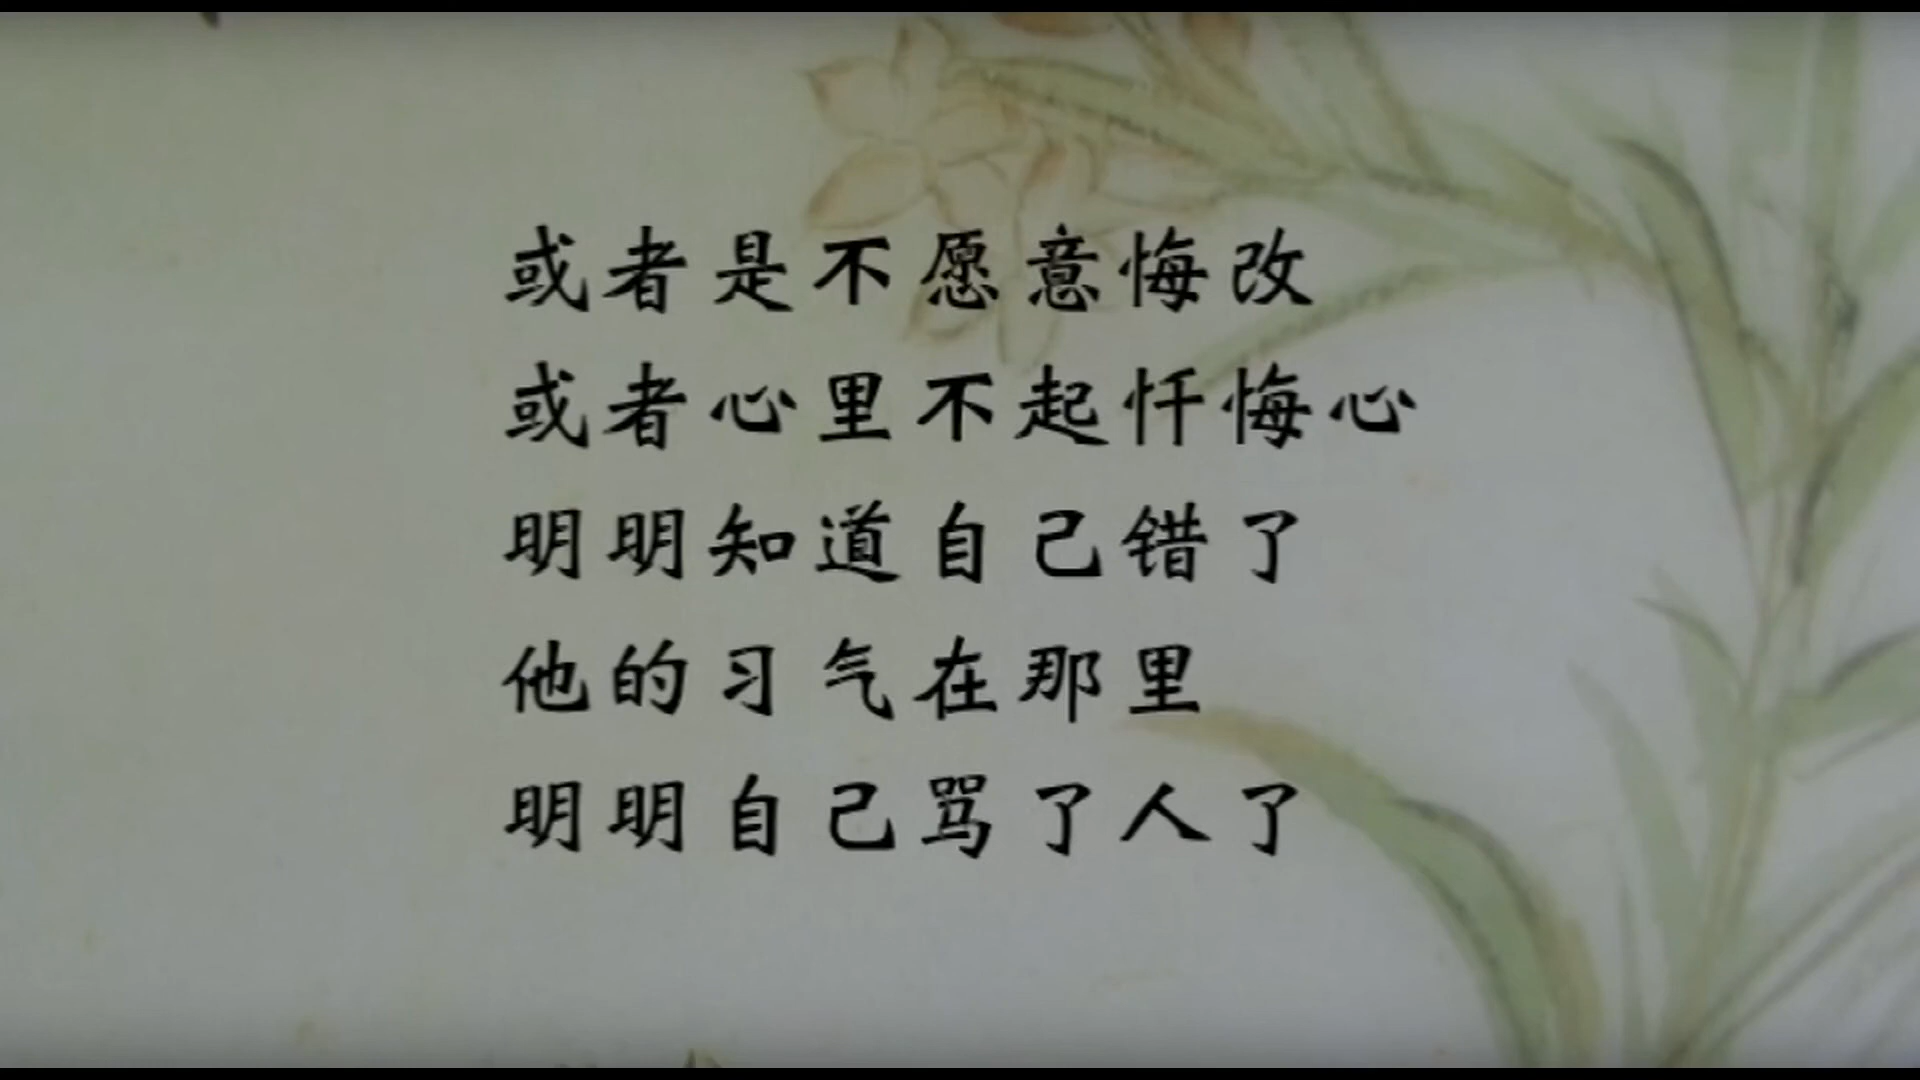 或者是不愿意悔改
或者心里不起忏悔心
明明知道自己错了
他的习气在那里
明明自己骂了人了